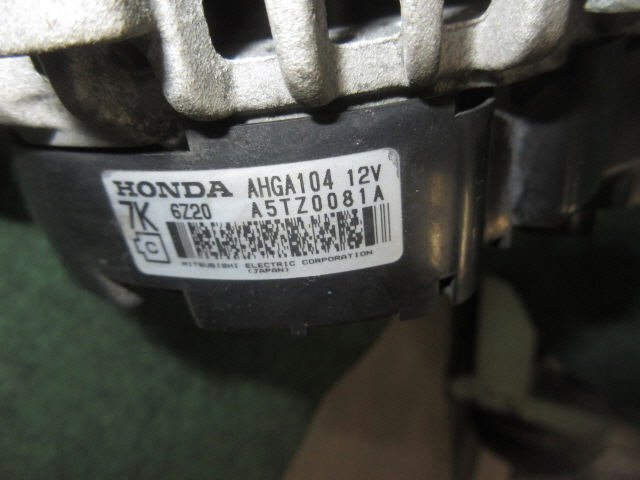 HONDA AHGA104 12V
7K 6Z20 A5TZ0081A
MITSUBISHI ELECTRIC CORPORATION
(JAPAN)